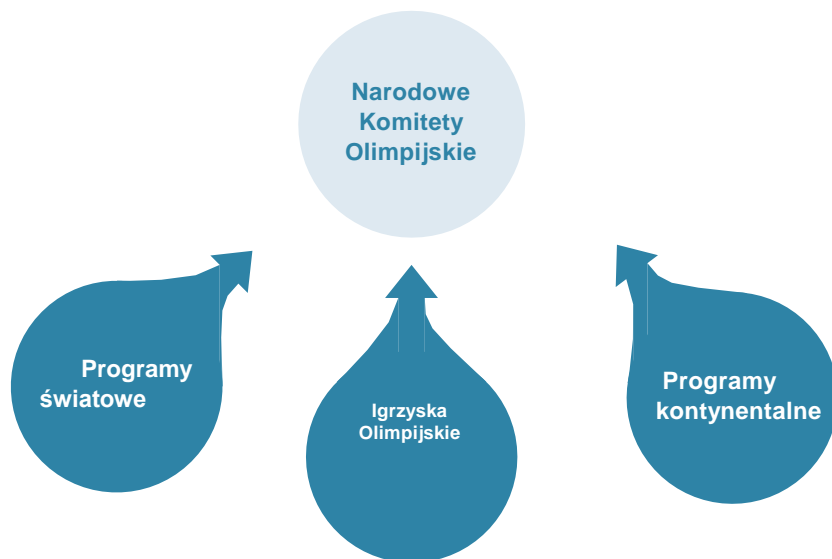 Narodowe
Komitety
Olimpijskie
Programy
światowe
Igrzyska
Olimpijskie
Programy
kontynentalne